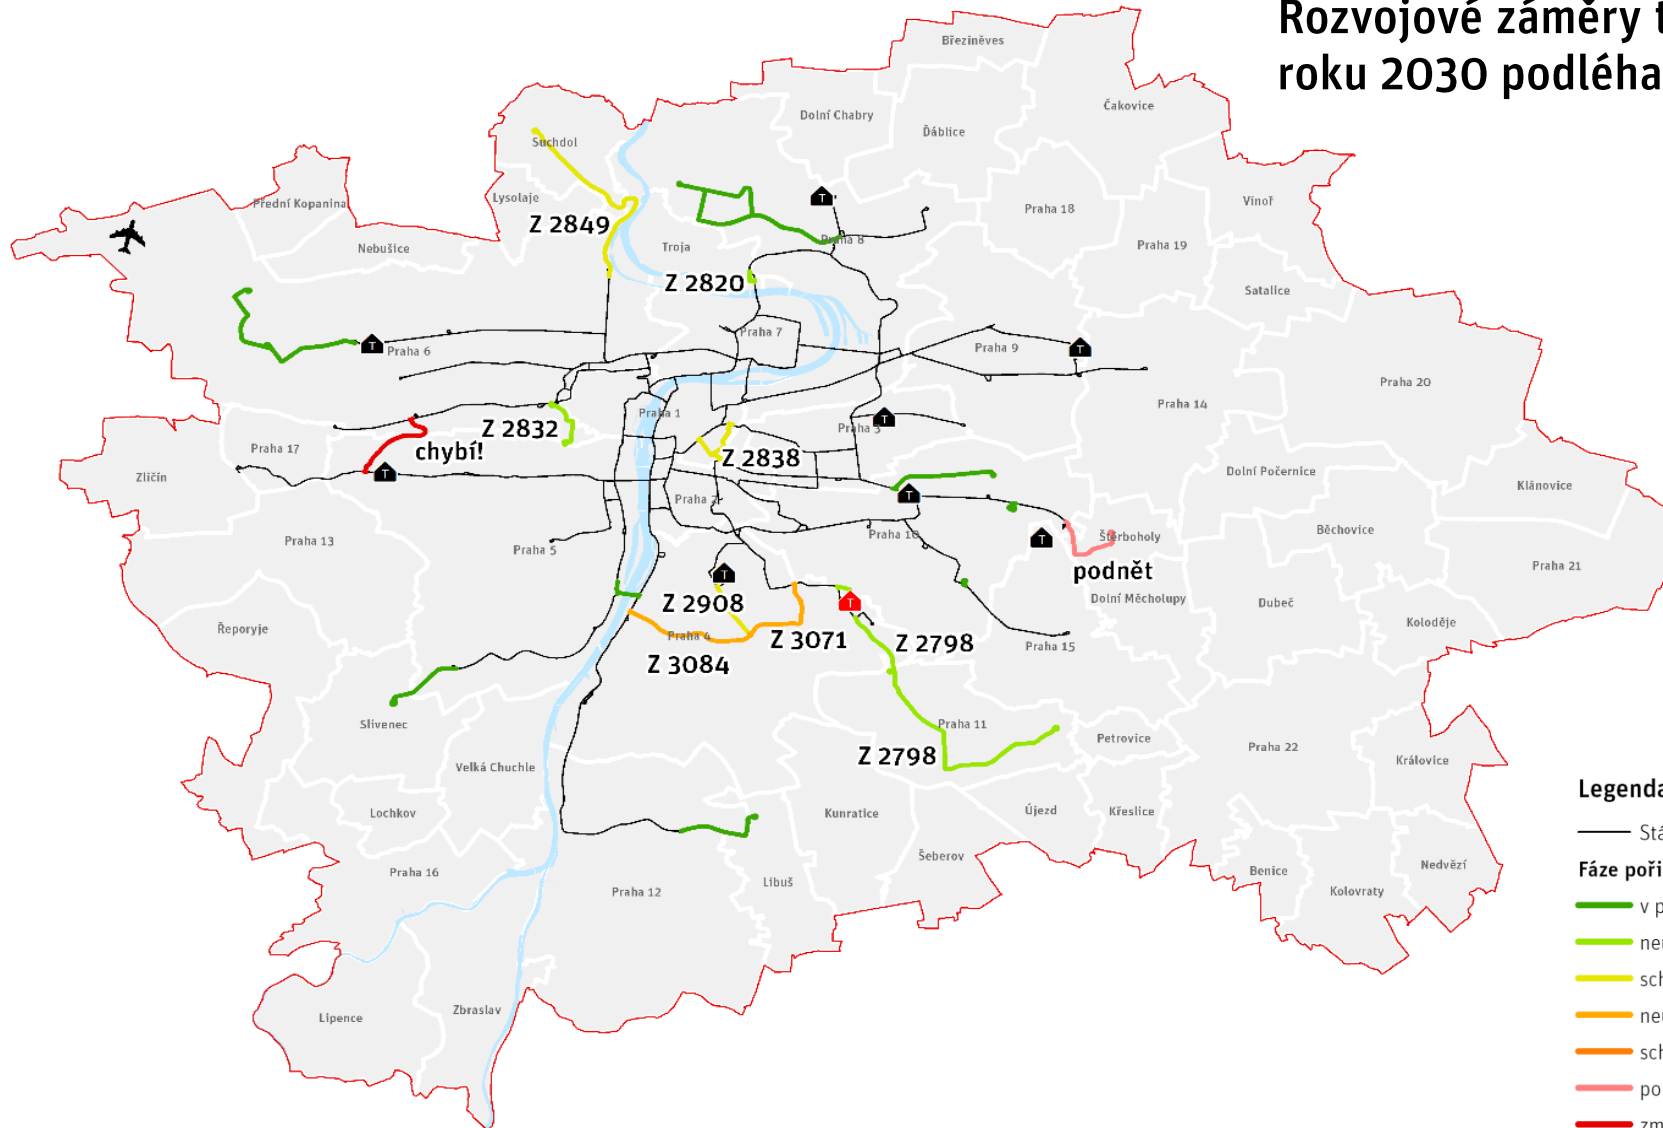 Rozvojové záměry t
roku 2030 podléha
Březiněves
Čakovice
Dolní Chabry
Ďáblice
Suchdol
Lysolaje
Přední Kopanina
Nebušice
Z 2849
Troja
T
Praha 8
Praha 18
Vinoř
Praha 19
Satalice
Z 2820
Praha 7
T
Praha 6
Praha 9
T
Praha 20
Praha 14
Praha 1
Z 2832
chybí!
Praha 3
T
Praha 17
Zličín
T
Z 2838
Dolní Počernice
Klánovice
Praha 2
T
Praha 13
Praha 5
Praha 10
T
Štěrboholy
Běchovice
Praha 21
podnět
T
Z 2908
T
Dolní Měcholupy
Dubeč
Koloděje
Řeporyje
Praha 4
Z 3071
Z 2798
Praha 15
Z 3084
Slivenec
Praha 11
Petrovice
Praha 22
Královice
Z 2798
Velká Chuchle
Lochkov
Kunratice
Újezd
Křeslice
Šeberov
Praha 16
Praha 12
Libuš
Benice
Kolovraty
Nedvězí
Lipence
Zbraslav
Legenda
Stá
Fáze poři
v p
neu
sch
neu
sch
po
zm